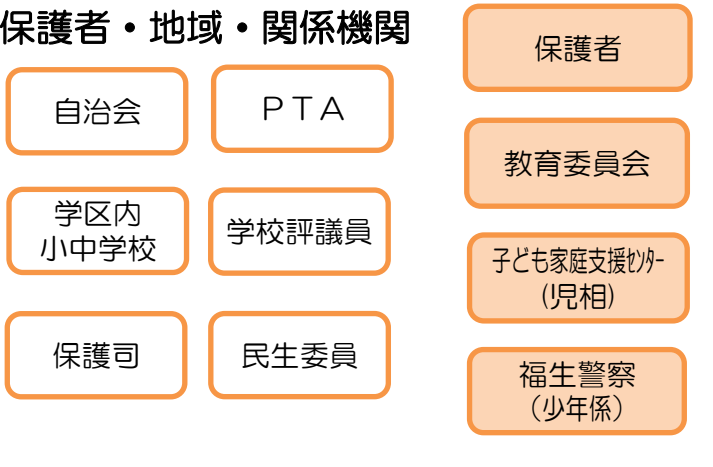 保護者・地域・関係機関
自治会
ＰＴＡ
学区内
小中学校
学校評議員
保護司
民生委員
保護者
教育委員会
子ども家庭支援ｾﾝﾀｰ
(児相)
福生警察
（少年係）